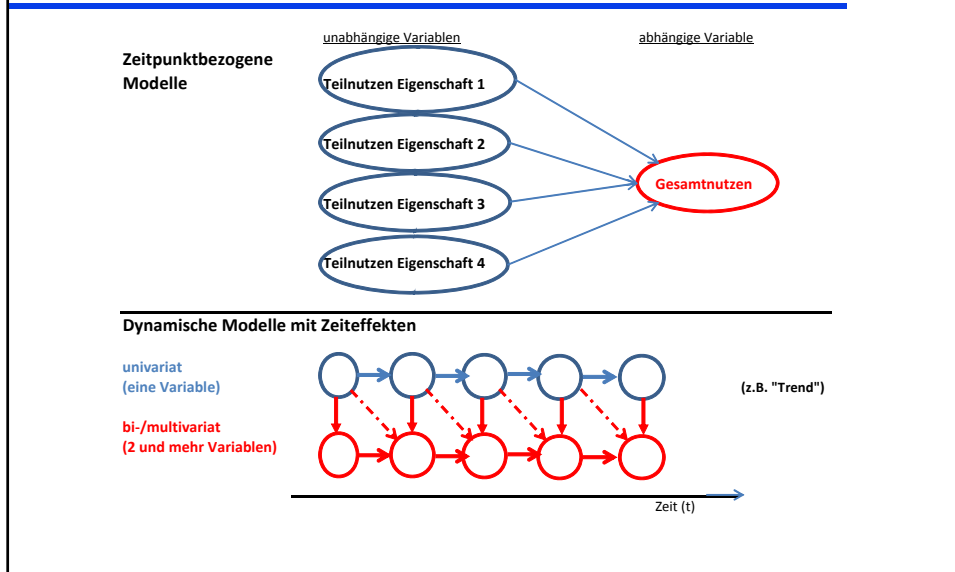 unabhängige Variablen
abhängige Variable
Zeitpunktbezogene
Modelle
Teilnutzen Eigenschaft 1
Teilnutzen Eigenschaft 2
Teilnutzen Eigenschaft 3
Teilnutzen Eigenschaft 4
Gesamtnutzen
Dynamische Modelle mit Zeiteffekten
univariat
(eine Variable)
(z.B. "Trend")
bi-/multivariat
(2 und mehr Variablen)
Zeit (t)